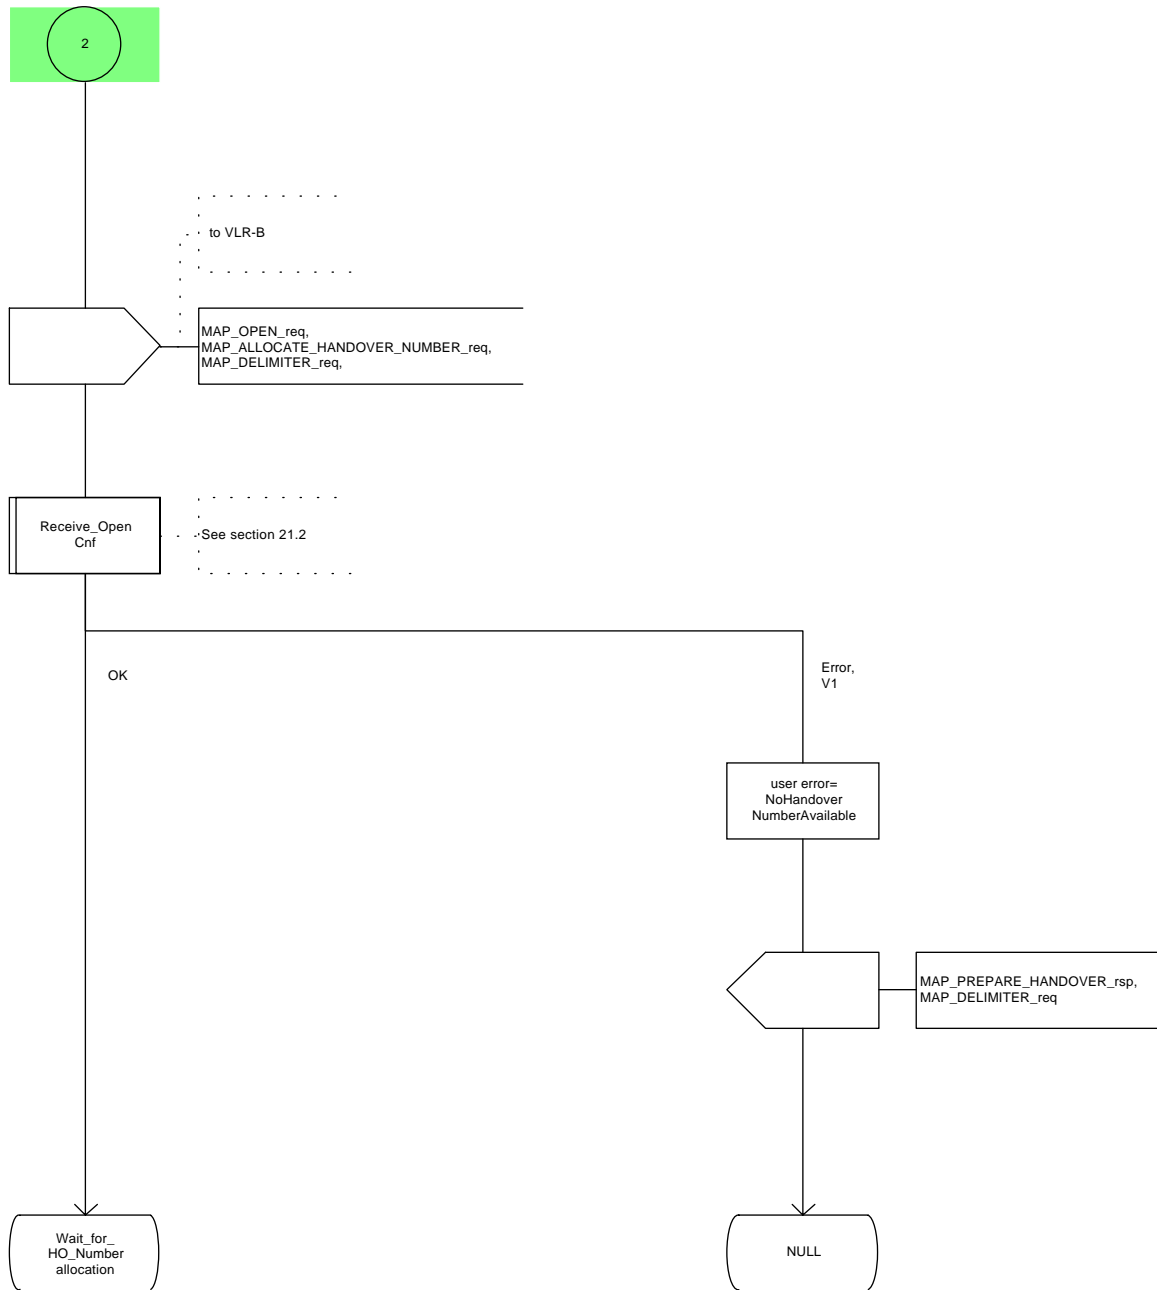 2
to VLR-B
MAP_OPEN_req,
MAP_ALLOCATE_HANDOVER_NUMBER_req,
MAP_DELIMITER_req,
Receive_Open
Cnf
See section 21.2
OK
Error,
V1
user error=
NoHandover
NumberAvailable
MAP_PREPARE_HANDOVER_rsp,
MAP_DELIMITER_req
Wait_for_
HO_Number
allocation
NULL